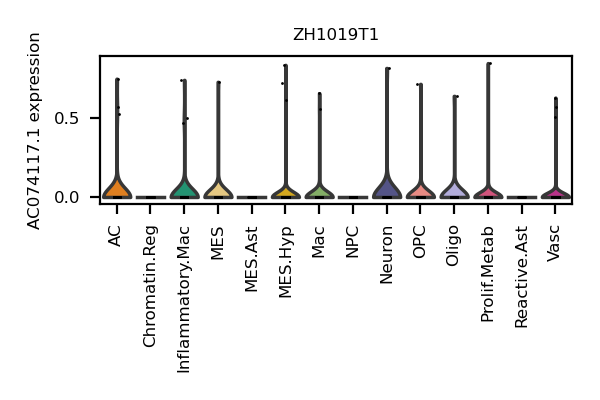 ZH1019T1
AC074117.1 expression
0.5
0.0
AC
Chromatin.Reg
Inflammatory.Mac
MES
MES.Ast
MES.Hyp
Mac
NPC
Neuron
OPC
Oligo
Prolif.Metab
Reactive.Ast
Vasc